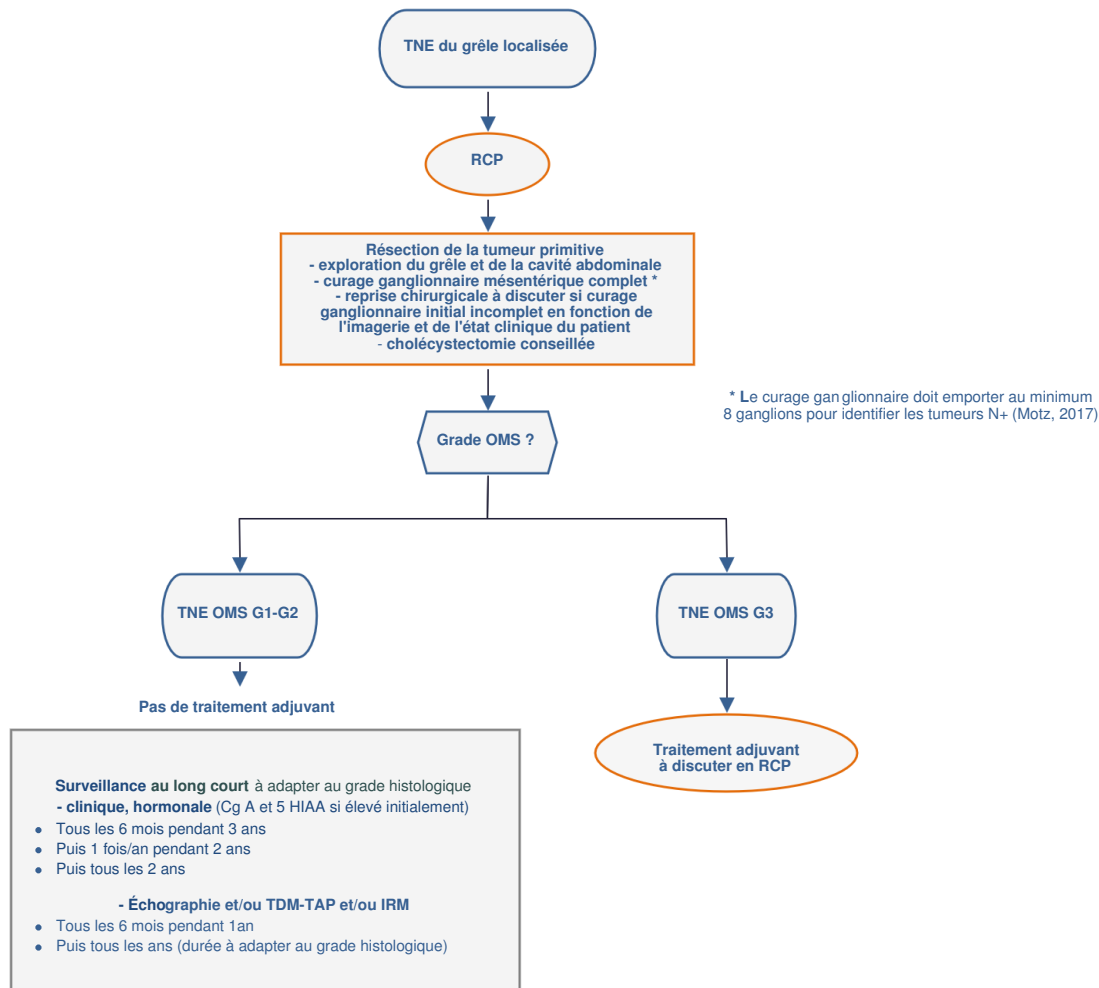 TNE du grêle localisée
RCP
Résection de la tumeur primitive
- exploration du grêle et de la cavité abdominale
- curage ganglionnaire mésentérique complet *
- reprise chirurgicale à discuter si curage
ganglionnaire initial incomplet en fonction de
l'imagerie et de l'état clinique du patient
- cholécystectomie conseillée
* Le curage gan glionnaire doit emporter au minimum
8 ganglions pour identifier les tumeurs N+ (Motz, 2017)
Grade OMS ?
TNE OMS G1-G2
TNE OMS G3
Pas de traitement adjuvant
Traitement adjuvant
à discuter en RCP
Surveillance au long court à adapter au grade histologique
- clinique, hormonale (Cg A et 5 HIAA si élevé initialement)
• Tous les 6 mois pendant 3 ans
• Puis 1 fois/an pendant 2 ans
• Puis tous les 2 ans
- Échographie et/ou TDM-TAP et/ou IRM
• Tous les 6 mois pendant 1an
• Puis tous les ans (durée à adapter au grade histologique)